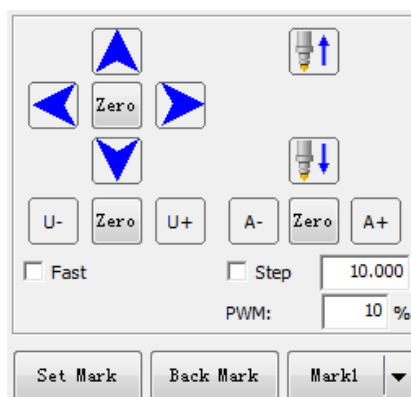 Zero
U- Zero U+ A- Zero A+
Fast Step 10.000
PWM: 10 %
Set Mark Back Mark Mark1